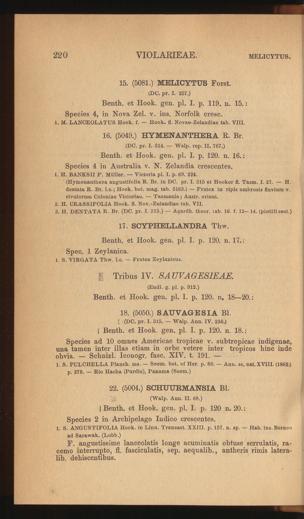 220 VIOLARIEAE. MELICYTUS.
15. (5081.) MELICYTUS Forst.
(DC. pr. I. 257.)
Benth. et Hook. gen. pl. I p. 119, n. 15.:
Species 4, in Nova Zel. v. ins. Norfolk cresc.
1. M. LANCEOLATUS Hook. f. — Hook. f. Novae-Zelandiae tab. VIII.
16. (5049.) HYMENANTHERA R. Br.
(DC. pr. I. 314. — Walp. rep. II. 767.)
Benth. et Hook. gen. pl. I p. 120. n. 16.:
Species 4 in Australia v. N. Zelandia crescentes.
1. H. BANKSII F. Müller. — Victoria pl. I p. 69. 224.
(Hymenanthera angustifolia R. Br. in DC. pr. I 315 et Hooker fl. Tasm. I 27. — H.
dentata R. Br. l. c.; Hook. bot. mag. tab. 3163.) — Frutex in ripis umbrosis fluviorum v.
rivulorum Coloniae Victoriae. — Tasmania; Austr. orient.
2. H. CRASSIFOLIA Hook. f. Nov.-Zelandiae tab. VII.
3. H. DENTATA R. Br. (DC. pr. I. 315.) — Agardh. theor. tab. 16. f. 12—14. (pistill. sect.)
17. SCYPHELLANDRA Thw.
Benth. et Hook. gen. pl. I p. 120. n. 17.:
Spec. 1 Zeylanica.
1. S. VIRGATA Thw. l. c. — Frutex Zeylanicus.
Tribus IV. SAUVAGESIEAE.
(Endl. g. pl. p. 912.)
Benth. et Hook. gen. pl. I p. 120. n. 18—20.:
18. (5050.) SAUVAGESIA Bl.
(DC. pr. I. 315. — Walp. Ann. IV. 236.)
Benth. et Hook. gen. pl. I p. 120. n. 18.:
Species ad 10 omnes Americae tropicae v. subtropicae indigenae,
una tamen inter illas etiam in orbe vetere inter tropicos hinc inde
obvia. — Schnizl. Iconogr. fasc. XIV, t. 191. —
1. S. PULCHELLA Planch. ms. — Seem. bot. of Her. p. 80. — Ann. sc. nat. XVIII. (1862.)
p. 279. — Rio Hacha (Purdie), Panama (Seem.)
22. (5004.) SCHUURMANSIA Bl.
(Walp. Ann. II. 68.)
Benth. et Hook. gen. pl. I p. 120 n. 20.:
Species 2 in Archipelago Indico crescentes.
1. S. ANGUSTIFOLIA Hook. in Linn. Transact. XXIII. p. 157. n. sp. — Hab. ins. Borneo
ad Sarawak. (Lobb.)
F. angustissime lanceolatis longe acuminatis obtuse serrulatis, ra-
cemo interrupto, fl. fasciculatis, sep. aequalib., antheris rimis latera-
lib. dehiscentibus.